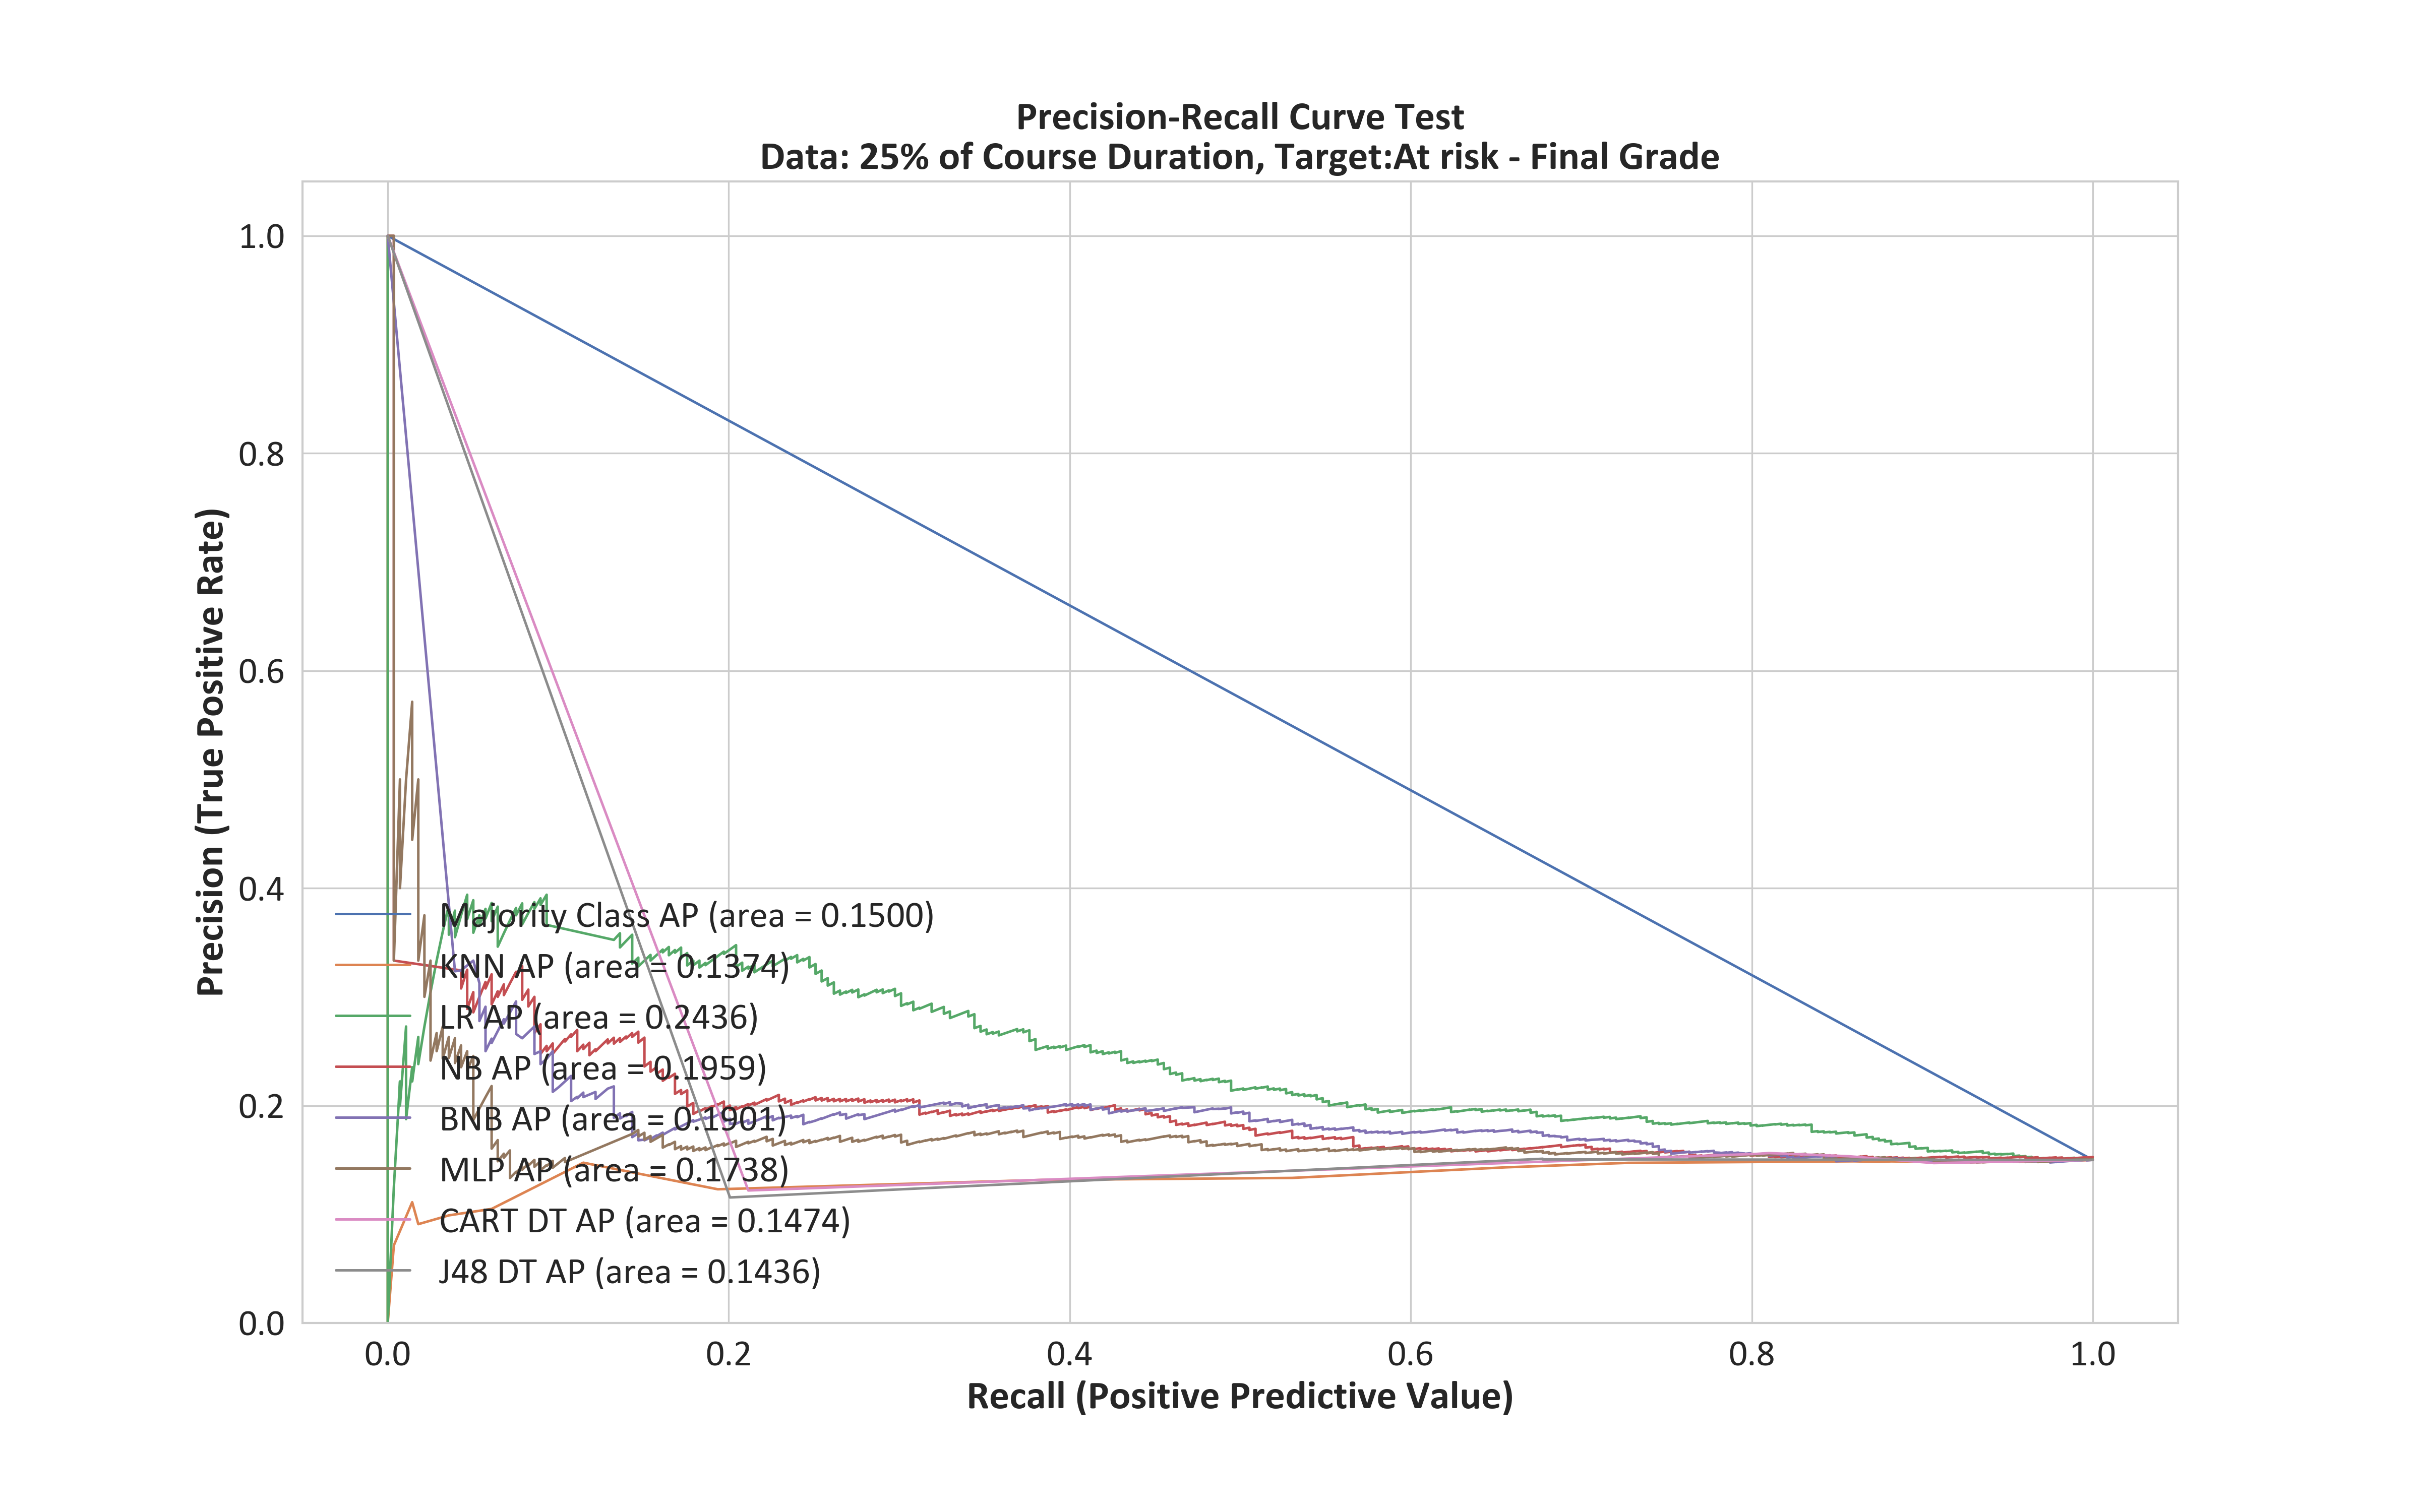 Precision-Recall Curve Test
Data: 25% of Course Duration, Target:At risk - Final Grade
Precision (True Positive Rate)
1.0
0.8
0.6
0.4
0.2
0.0
Majority Class AP (area = 0.1500)
KNN AP (area = 0.1374)
LR AP (area = 0.2436)
NB AP (area = 0.1959)
BNB AP (area = 0.1901)
MLP AP (area = 0.1738)
CART DT AP (area = 0.1474)
J48 DT AP (area = 0.1436)
0.0 0.2 0.4 0.6 0.8 1.0
Recall (Positive Predictive Value)